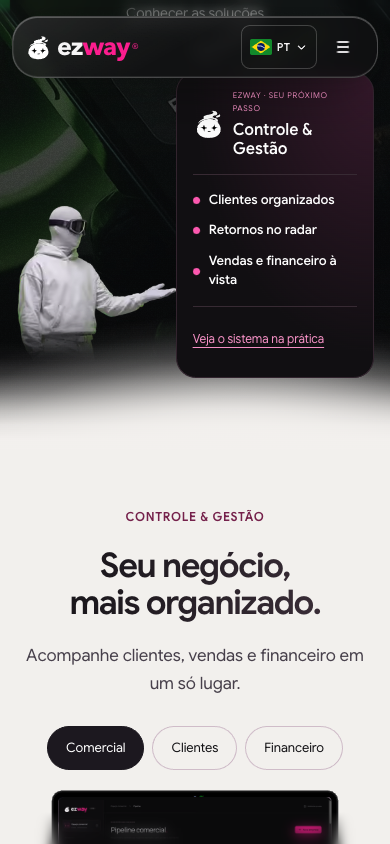 Conhecer as soluções
ezway®
PT
EZWAY · SEU PRÓXIMO
PASSO
Controle &
Gestão
Clientes organizados
Retornos no radar
Vendas e financeiro à
vista
Veja o sistema na prática
CONTROLE & GESTÃO
Seu negócio,
mais organizado.
Acompanhe clientes, vendas e financeiro em
um só lugar.
Comercial
Clientes
Financeiro
ezway
Pipeline comercial